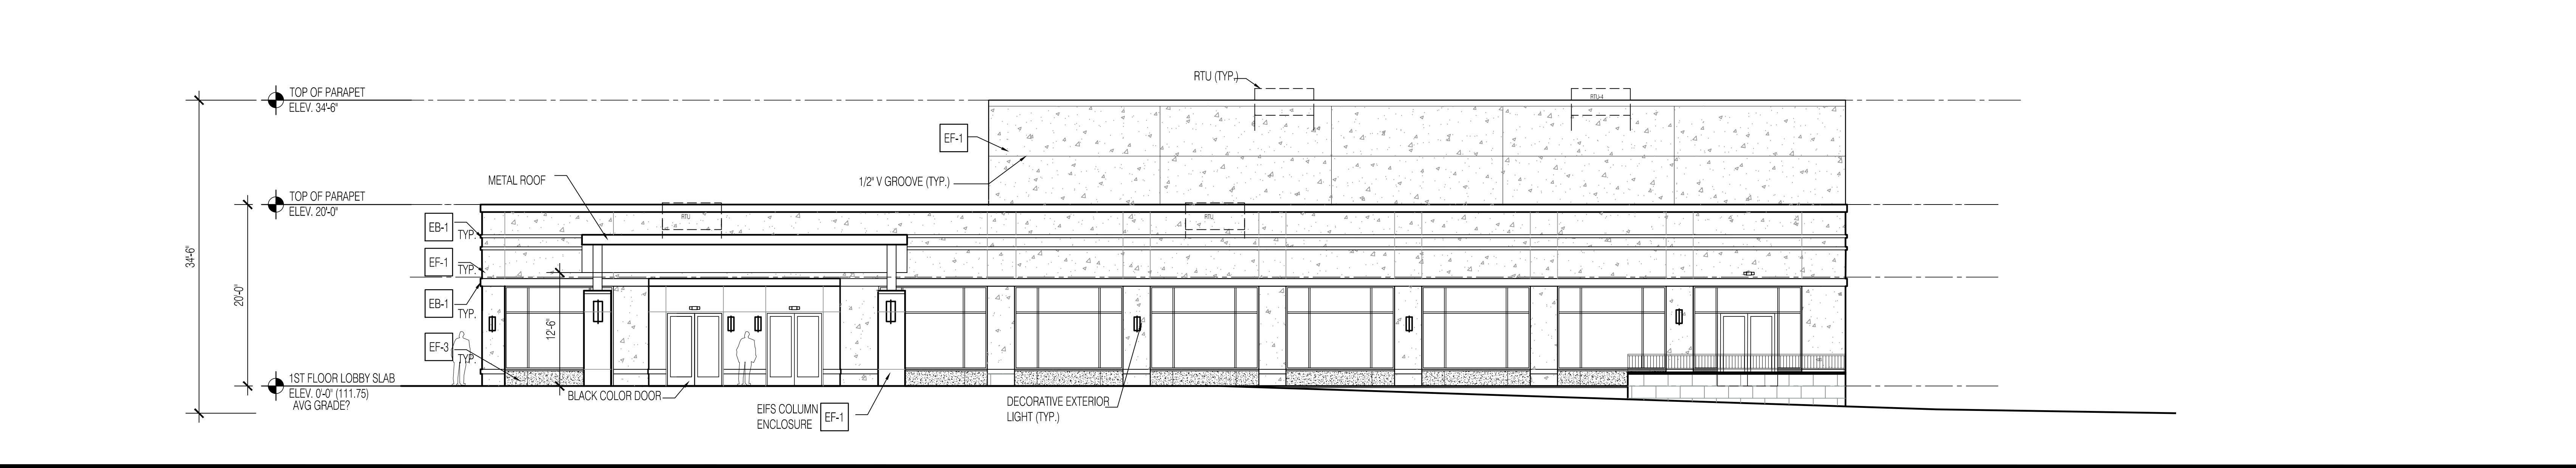 RTU (TYP.)
TOP OF PARAPET
ELEV. 34'-6"
RTU-4
EF-1
1/2" V GROOVE (TYP.)
METAL ROOF
TOP OF PARAPET
ELEV. 20'-0"
RTU
RTU
EB-1
TYP.
EF-1
TYP.
EB-1
TYP.
EF-3
TYP.
34'-6"
20'-0"
12'-6"
1ST FLOOR LOBBY SLAB
ELEV. 0'-0" (111.75)
AVG GRADE?
BLACK COLOR DOOR
EIFS COLUMN
ENCLOSURE
EF-1
DECORATIVE EXTERIOR
LIGHT (TYP.)